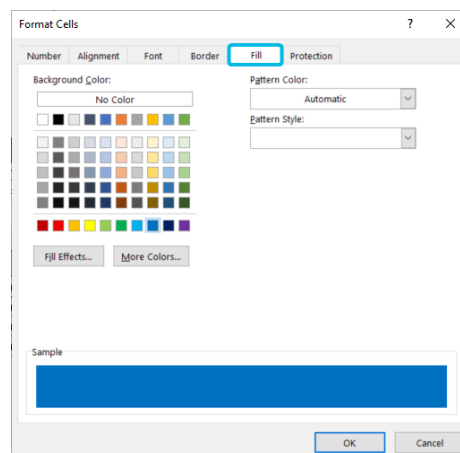 Format Cells ? X
Number Alignment Font Border Fill Protection
Background Color: Pattern Color:
No Color Automatic
Pattern Style:
Fill Effects... More Colors...
Sample
OK Cancel